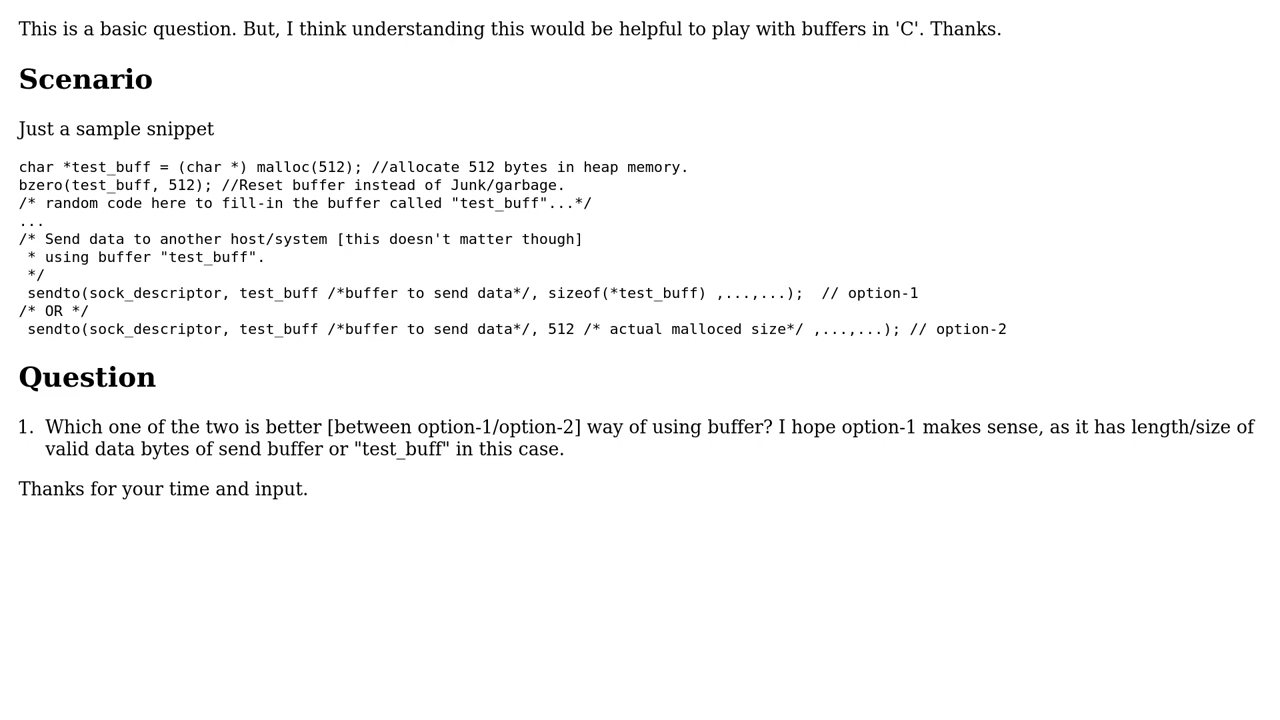 This is a basic question. But, I think understanding this would be helpful to play with buffers in 'C'. Thanks.
Scenario
Just a sample snippet
char *test_buff = (char *) malloc(512); //allocate 512 bytes in heap memory.
bzero(test_buff, 512); //Reset buffer instead of Junk/garbage.
/* random code here to fill-in the buffer called "test_buff"...*/
...
/* Send data to another host/system [this doesn't matter though]
 * using buffer "test_buff".
 */
 sendto(sock_descriptor, test_buff /*buffer to send data*/, sizeof(*test_buff) ,...,...);  // option-1
/* OR */
 sendto(sock_descriptor, test_buff /*buffer to send data*/, 512 /* actual malloced size*/ ,...,...); // option-2
Question
1. Which one of the two is better [between option-1/option-2] way of using buffer? I hope option-1 makes sense, as it has length/size of
valid data bytes of send buffer or "test_buff" in this case.
Thanks for your time and input.